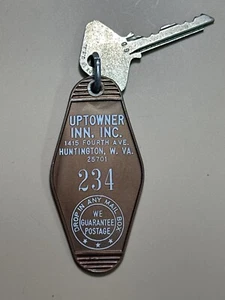 UPTOWNER
INN, INC.
1415 FOURTH AVE.
HUNTINGTON, W. VA.
25701
234
DROP IN ANY MAIL BOX
WE
GUARANTEE
POSTAGE